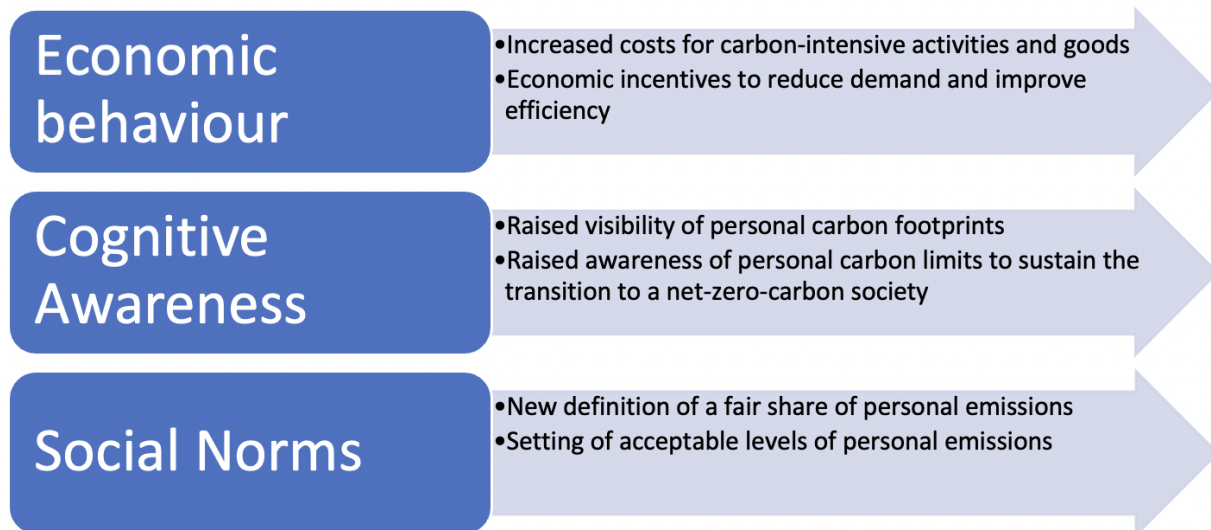 Economic
behaviour
•Increased costs for carbon-intensive activities and goods
•Economic incentives to reduce demand and improve
efficiency
Cognitive
Awareness
•Raised visibility of personal carbon footprints
•Raised awareness of personal carbon limits to sustain the
transition to a net-zero-carbon society
Social Norms
•New definition of a fair share of personal emissions
•Setting of acceptable levels of personal emissions